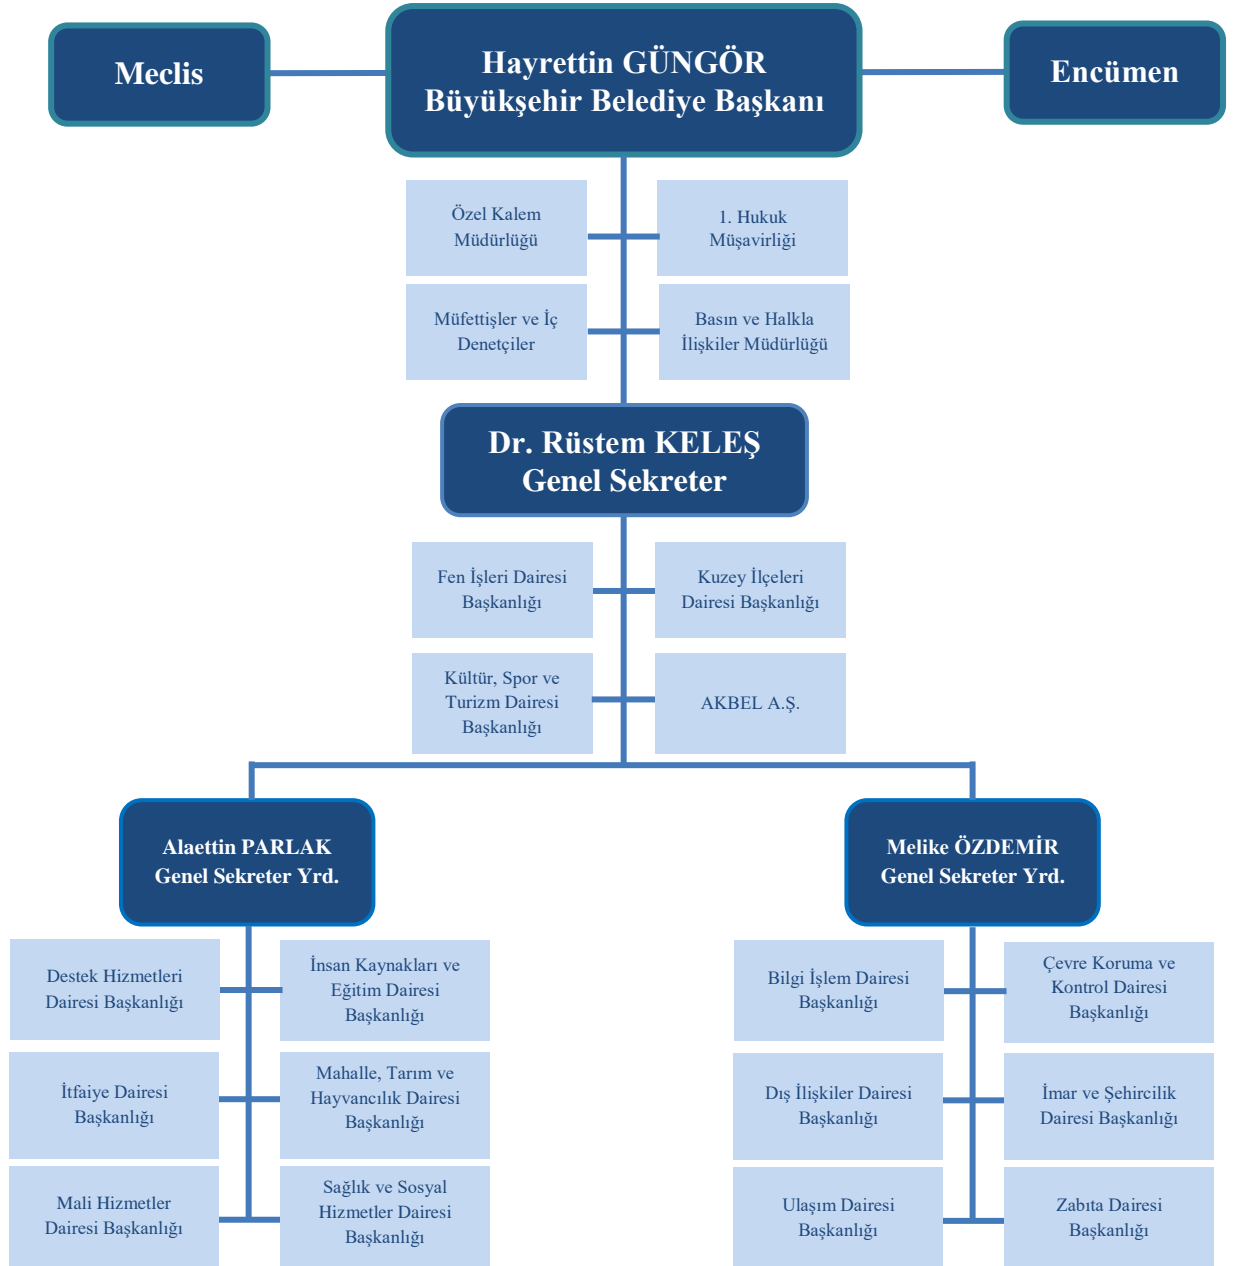 Meclis
Hayrettin GÜNGÖR
Büyükşehir Belediye Başkanı
Encümen
Özel Kalem
Müdürlüğü
1. Hukuk
Müşavirliği
Müfettişler ve İç
Denetçiler
Basın ve Halkla
İlişkiler Müdürlüğü
Dr. Rüstem KELEŞ
Genel Sekreter
Fen İşleri Dairesi
Başkanlığı
Kuzey İlçeleri
Dairesi Başkanlığı
Kültür, Spor ve
Turizm Dairesi
Başkanlığı
AKBEL A.Ş.
Alaettin PARLAK
Genel Sekreter Yrd.
Melike ÖZDEMİR
Genel Sekreter Yrd.
Destek Hizmetleri
Dairesi Başkanlığı
İnsan Kaynakları ve
Eğitim Dairesi
Başkanlığı
Bilgi İşlem Dairesi
Başkanlığı
Çevre Koruma ve
Kontrol Dairesi
Başkanlığı
İtfaiye Dairesi
Başkanlığı
Mahalle, Tarım ve
Hayvancılık Dairesi
Başkanlığı
Dış İlişkiler Dairesi
Başkanlığı
İmar ve Şehircilik
Dairesi Başkanlığı
Mali Hizmetler
Dairesi Başkanlığı
Sağlık ve Sosyal
Hizmetler Dairesi
Başkanlığı
Ulaşım Dairesi
Başkanlığı
Zabıta Dairesi
Başkanlığı